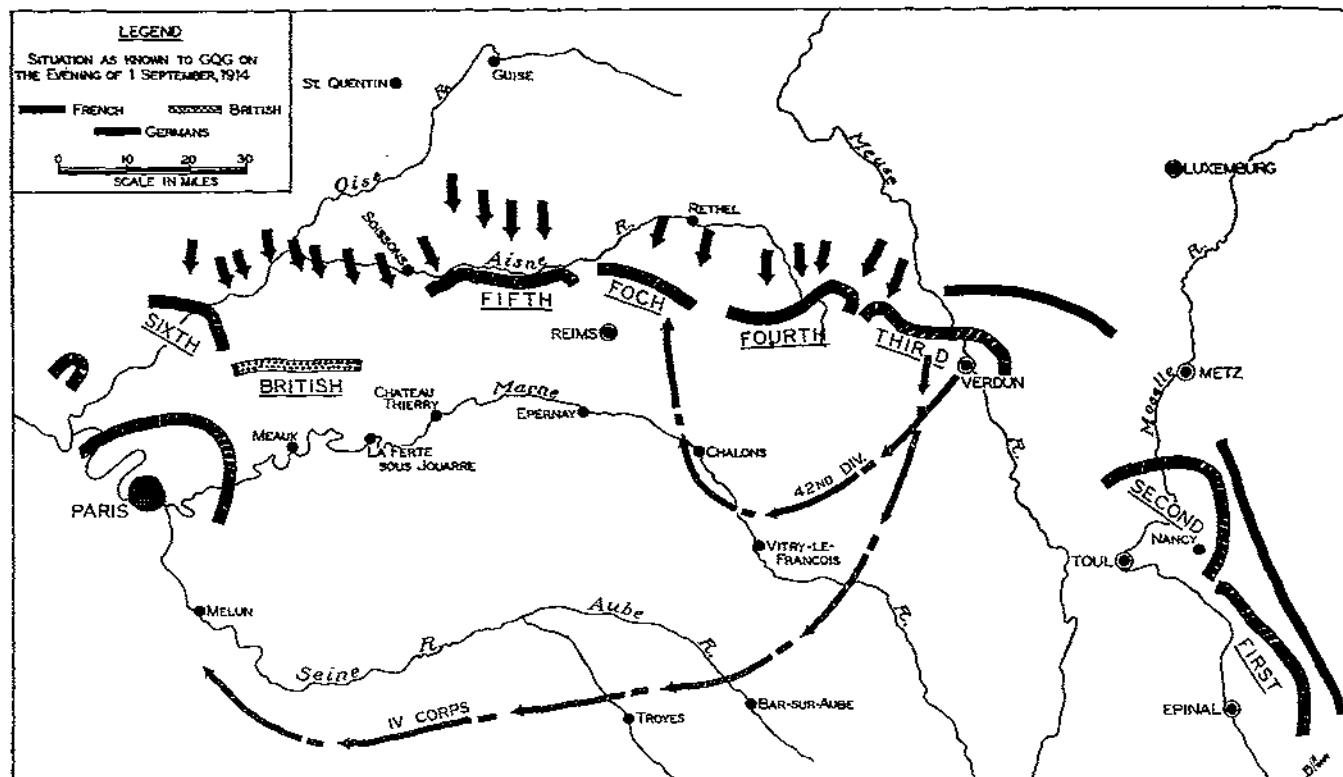 LEGEND
SITUATION AS KNOWN TO GQG ON
THE EVENING OF 1 SEPTEMBER, 1914
FRENCH
BRITISH
GERMANS
0 10 20 30
SCALE IN MILES
ST. QUENTIN
GUISE
R.
Oise
Meuse
LUXEMBURG
R.
SOISSONS
Aisne
R.
RETHEL
SIXTH
FIFTH
FOCH
FOURTH
THIRD
REIMS
VERDUN
METZ
Moselle
BRITISH
CHATEAU
THIERRY
Marne
EPERNAY
CHALONS
MEAUX
LA FERTE
SOUS JOUARRE
PARIS
42ND DIV.
R.
SECOND
NANCY
TOUL
VITRY-LE-
FRANCOIS
MELUN
Seine
R.
Aube
R.
R.
FIRST
IV CORPS
TROYES
BAR-SUR-AUBE
EPINAL